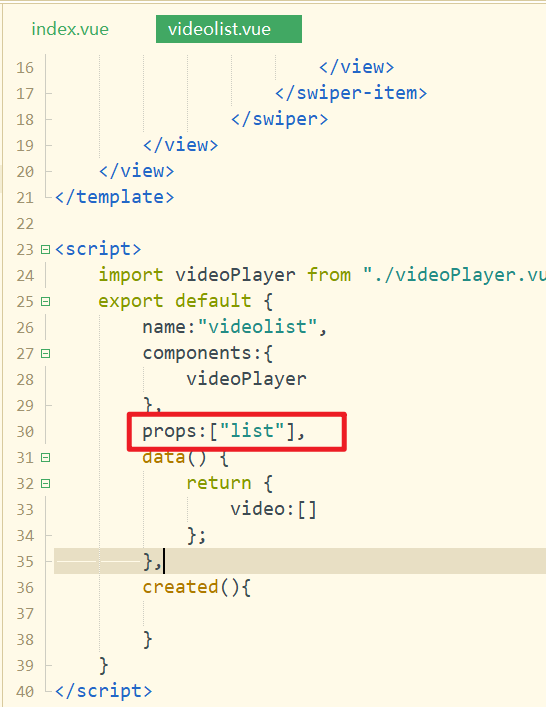 index.vue videolist.vue
16 </view>
17 </swiper-item>
18 </swiper>
19 </view>
20 </view>
21 </template>
22
23 <script>
24 import videoPlayer from "./videoPlayer.vu
25 export default {
26 name:"videolist",
27 components:{
28 videoPlayer
29 },
30 props:["list"],
31 data() {
32 return {
33 video:[]
34 };
35 },
36 created(){
37
38 }
39 }
40 </script>